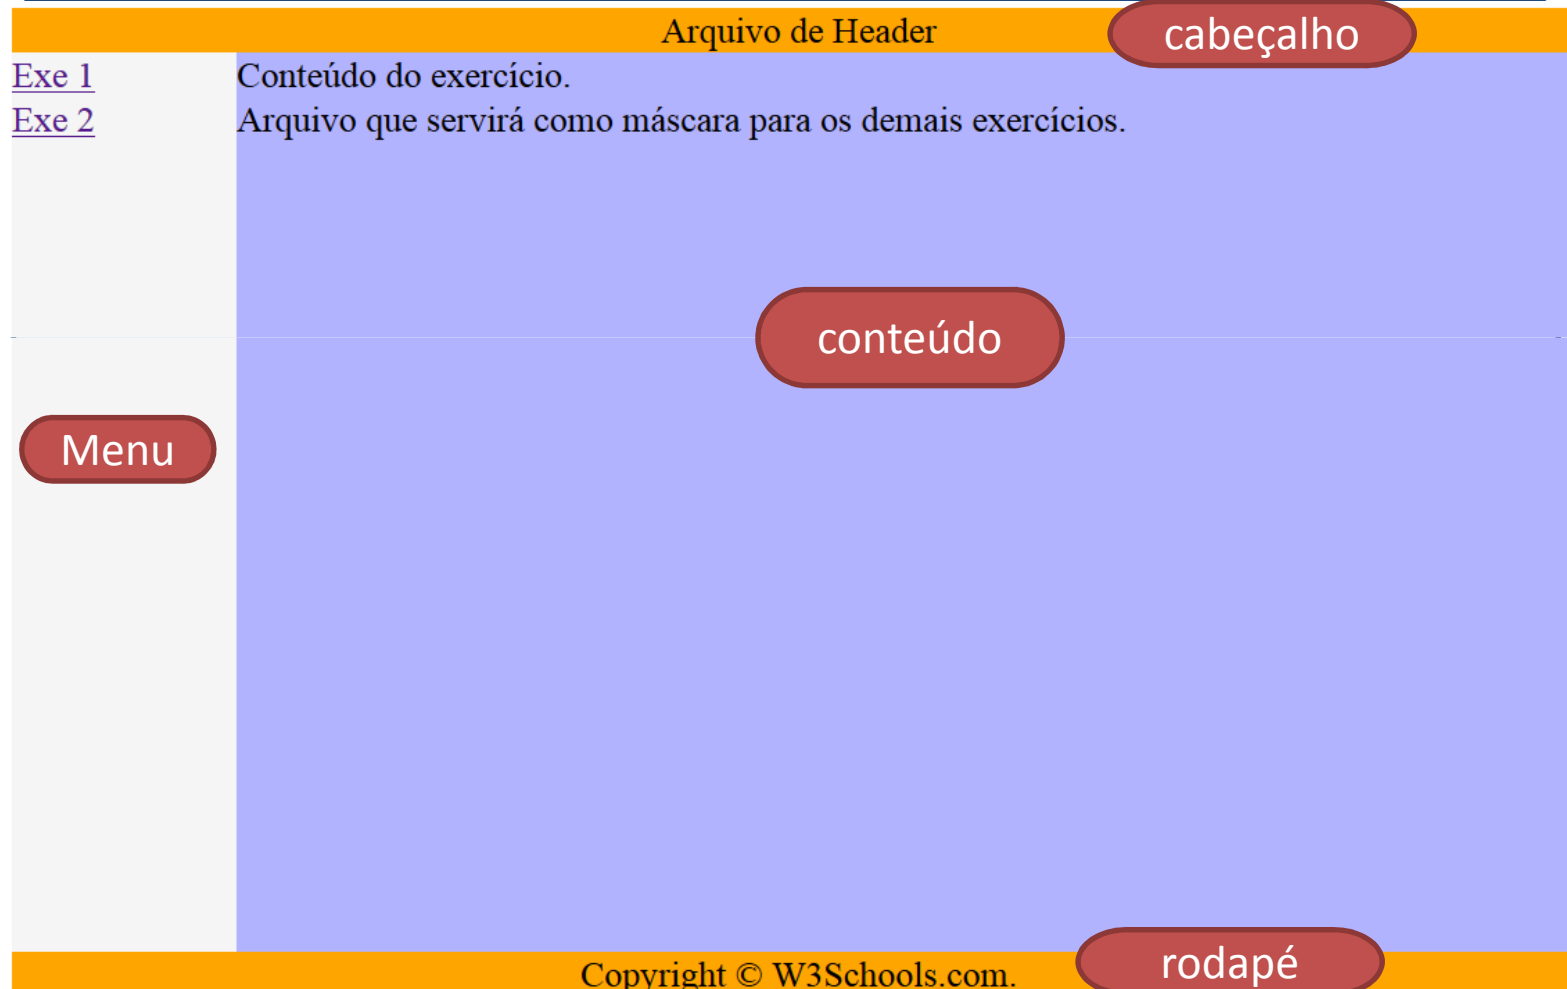 Arquivo de Header
cabeçalho
Exe 1
Conteúdo do exercício.
Exe 2
Arquivo que servirá como máscara para os demais exercícios.
conteúdo
Menu
rodapé
Copyright © W3Schools.com.